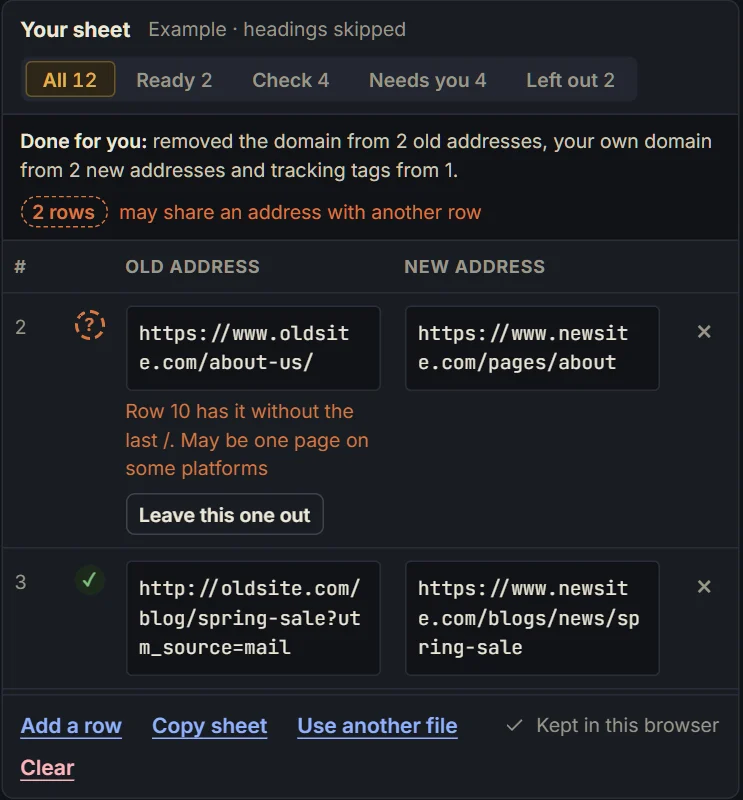 Your sheet Example · headings skipped
All 12 Ready 2 Check 4 Needs you 4 Left out 2
Done for you: removed the domain from 2 old addresses, your own domain
from 2 new addresses and tracking tags from 1.
2 rows may share an address with another row
# OLD ADDRESS NEW ADDRESS
2 ? https://www.oldsit https://www.newsit ×
e.com/about-us/ e.com/pages/about
Row 10 has it without the
last /. May be one page on
some platforms
Leave this one out
3 ✓ http://oldsite.com/ https://www.newsit ×
blog/spring-sale?ut e.com/blogs/news/sp
m_source=mail ring-sale
Add a row Copy sheet Use another file ✓ Kept in this browser
Clear